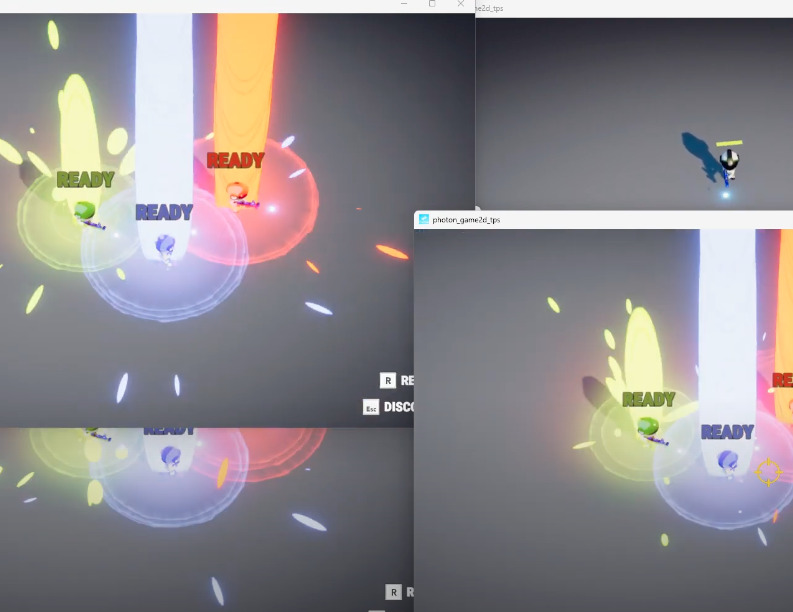 e2d_tps
READY
READY
READY
R RE
Esc DISCO
READY
R R
photon_game2d_tps
READY
READY
RE